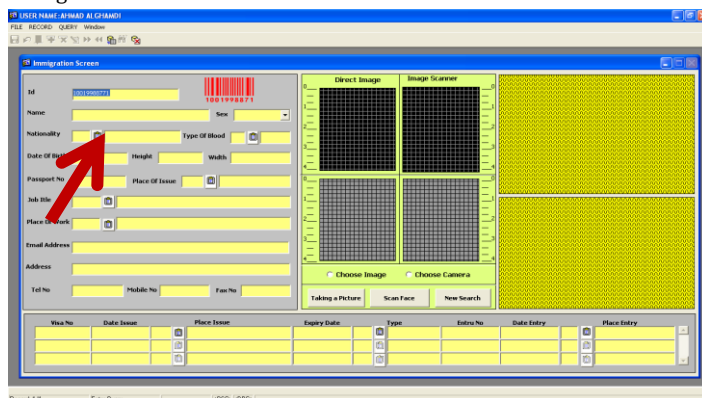 USER NAME:AHMAD ALGHAMDI
FILE RECORD QUERY Window
Immigration Screen
Id 10019998771
1001998871
Name Sex
Nationality Type Of Blood
Height Width
Passport No Place Of Issue
Job Title
Email Address
Address
Tel No Mobile No Fax No
Direct Image Image Scanner
Choose Image Choose Camera
Taking a Picture Scan Face New Search
Visa No Date Issue Place Issue Expiry Date Type Entru No Date Entry Place Entry